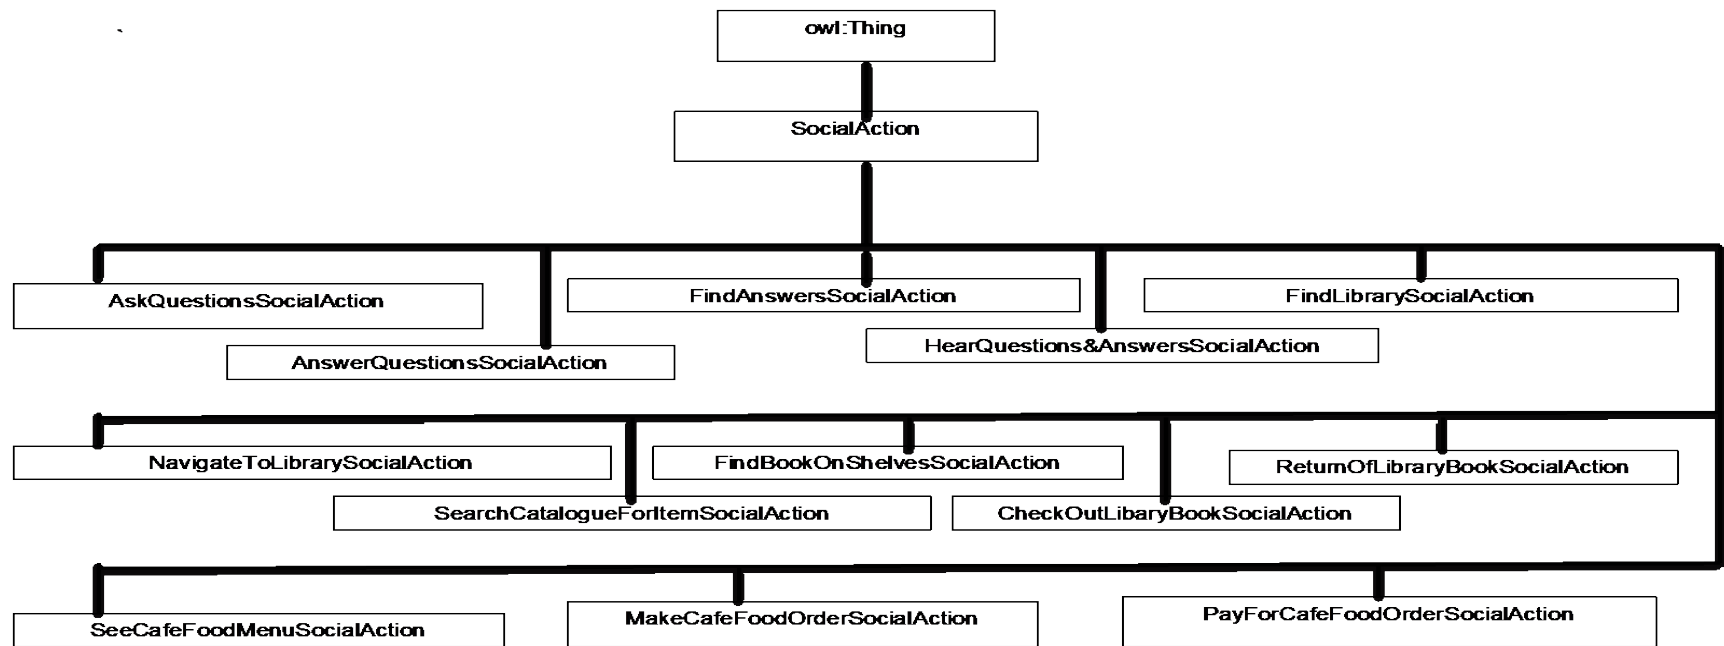 owl:Thing
SocialAction
AskQuestionsSocialAction
FindAnswersSocialAction
FindLibrarySocialAction
AnswerQuestionsSocialAction
HearQuestions&AnswersSocialAction
NavigateToLibrarySocialAction
FindBookOnShelvesSocialAction
ReturnOfLibraryBookSocialAction
SearchCatalogueForItemSocialAction
CheckOutLibaryBookSocialAction
SeeCafeFoodMenuSocialAction
MakeCafeFoodOrderSocialAction
PayForCafeFoodOrderSocialAction